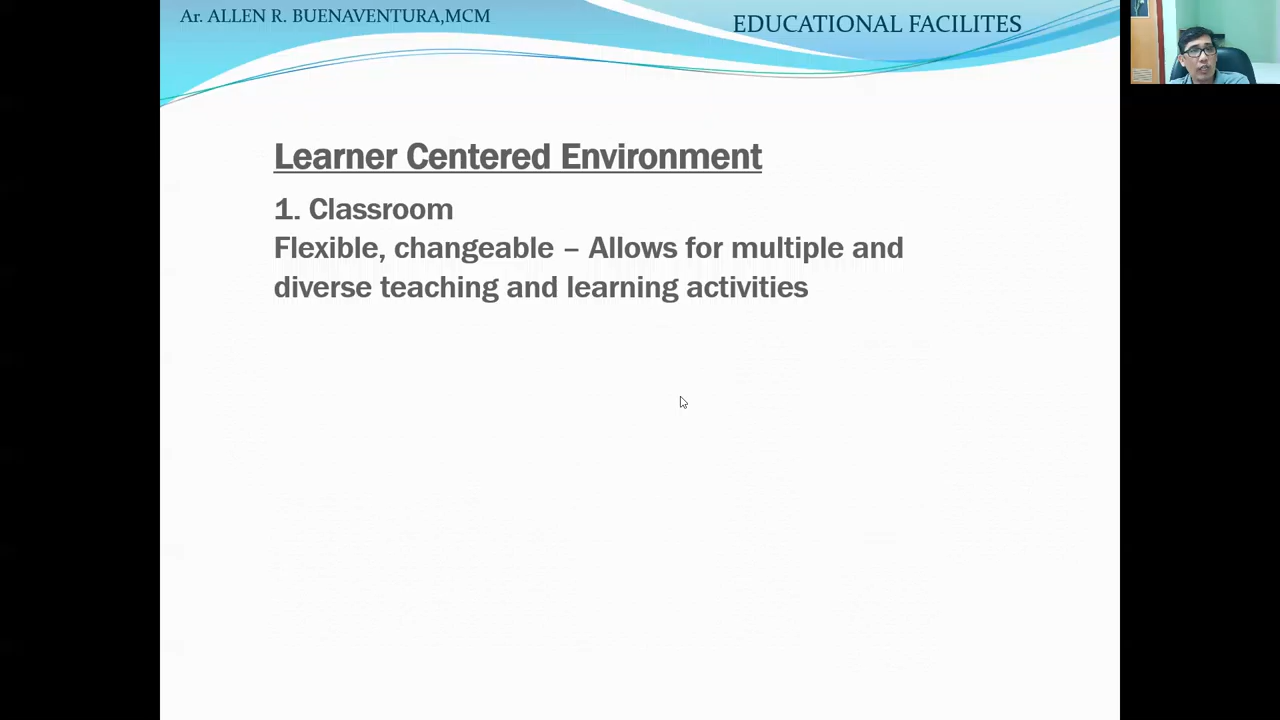 Ar. ALLEN R. BUENAVENTURA,MCM
EDUCATIONAL FACILITES
Learner Centered Environment
1. Classroom
Flexible, changeable – Allows for multiple and
diverse teaching and learning activities